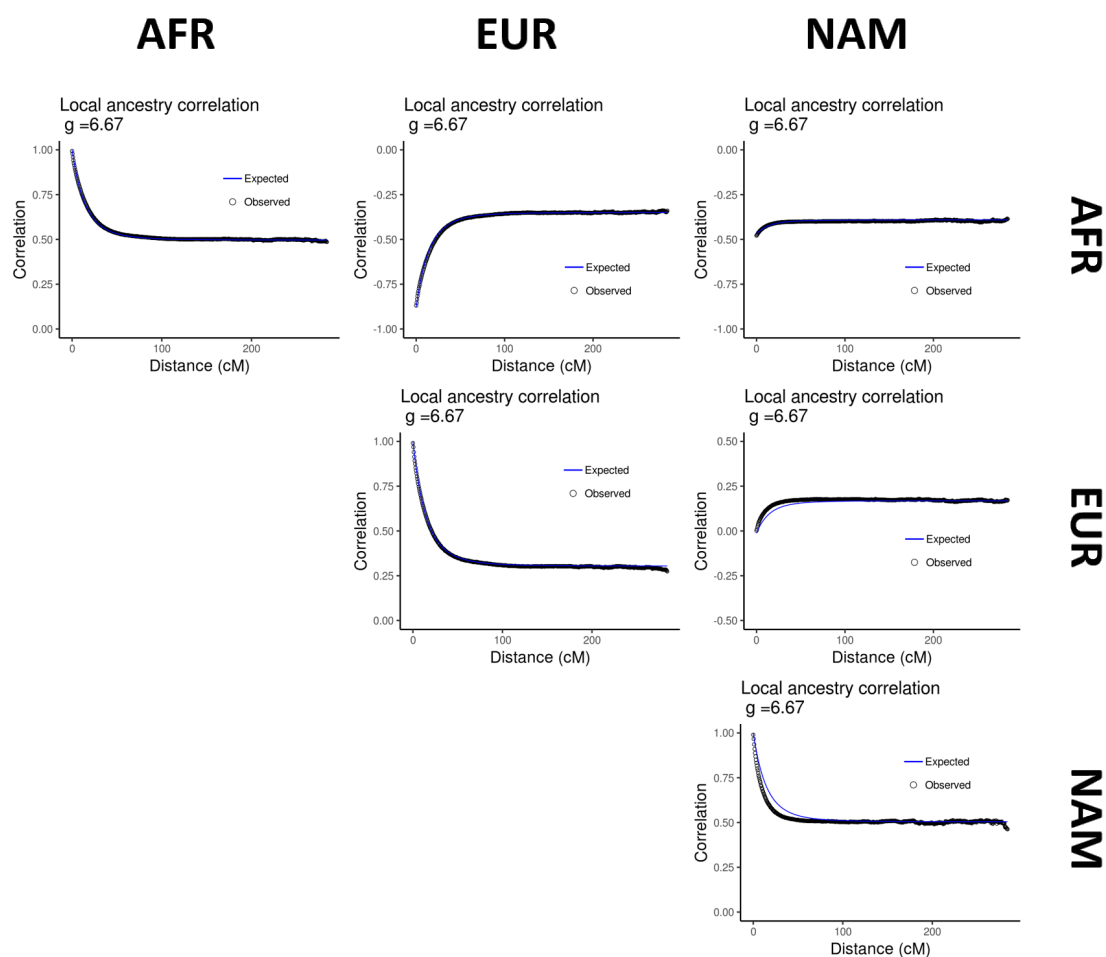 AFR EUR NAM
Local ancestry correlation
g =6.67
1.00
0.75
0.50
0.25
0.00
Correlation
Expected
Observed
0 200
Distance (cM)
Local ancestry correlation
g =6.67
0.00
-0.25
-0.50
-0.75
-1.00
Correlation
Expected
Observed
0 100 200
Distance (cM)
Local ancestry correlation
g =6.67
0.00
-0.25
-0.50
-0.75
-1.00
Correlation
Expected
Observed
0 100 200
Distance (cM)
AFR
Local ancestry correlation
g =6.67
1.00
0.75
0.50
0.25
0.00
Correlation
Expected
Observed
0 100 200
Distance (cM)
Local ancestry correlation
g =6.67
0.50
0.25
0.00
-0.25
-0.50
Correlation
Expected
Observed
0 100 200
Distance (cM)
EUR
Local ancestry correlation
g =6.67
1.00
0.75
0.50
0.25
0.00
Correlation
Expected
Observed
0 100 200
Distance (cM)
NAM